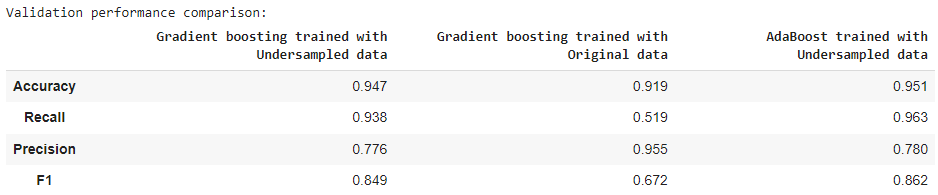 Validation performance comparison:
Gradient boosting trained with Undersampled data Gradient boosting trained with Original data AdaBoost trained with Undersampled data
Accuracy 0.947 0.919 0.951
Recall 0.938 0.519 0.963
Precision 0.776 0.955 0.780
F1 0.849 0.672 0.862